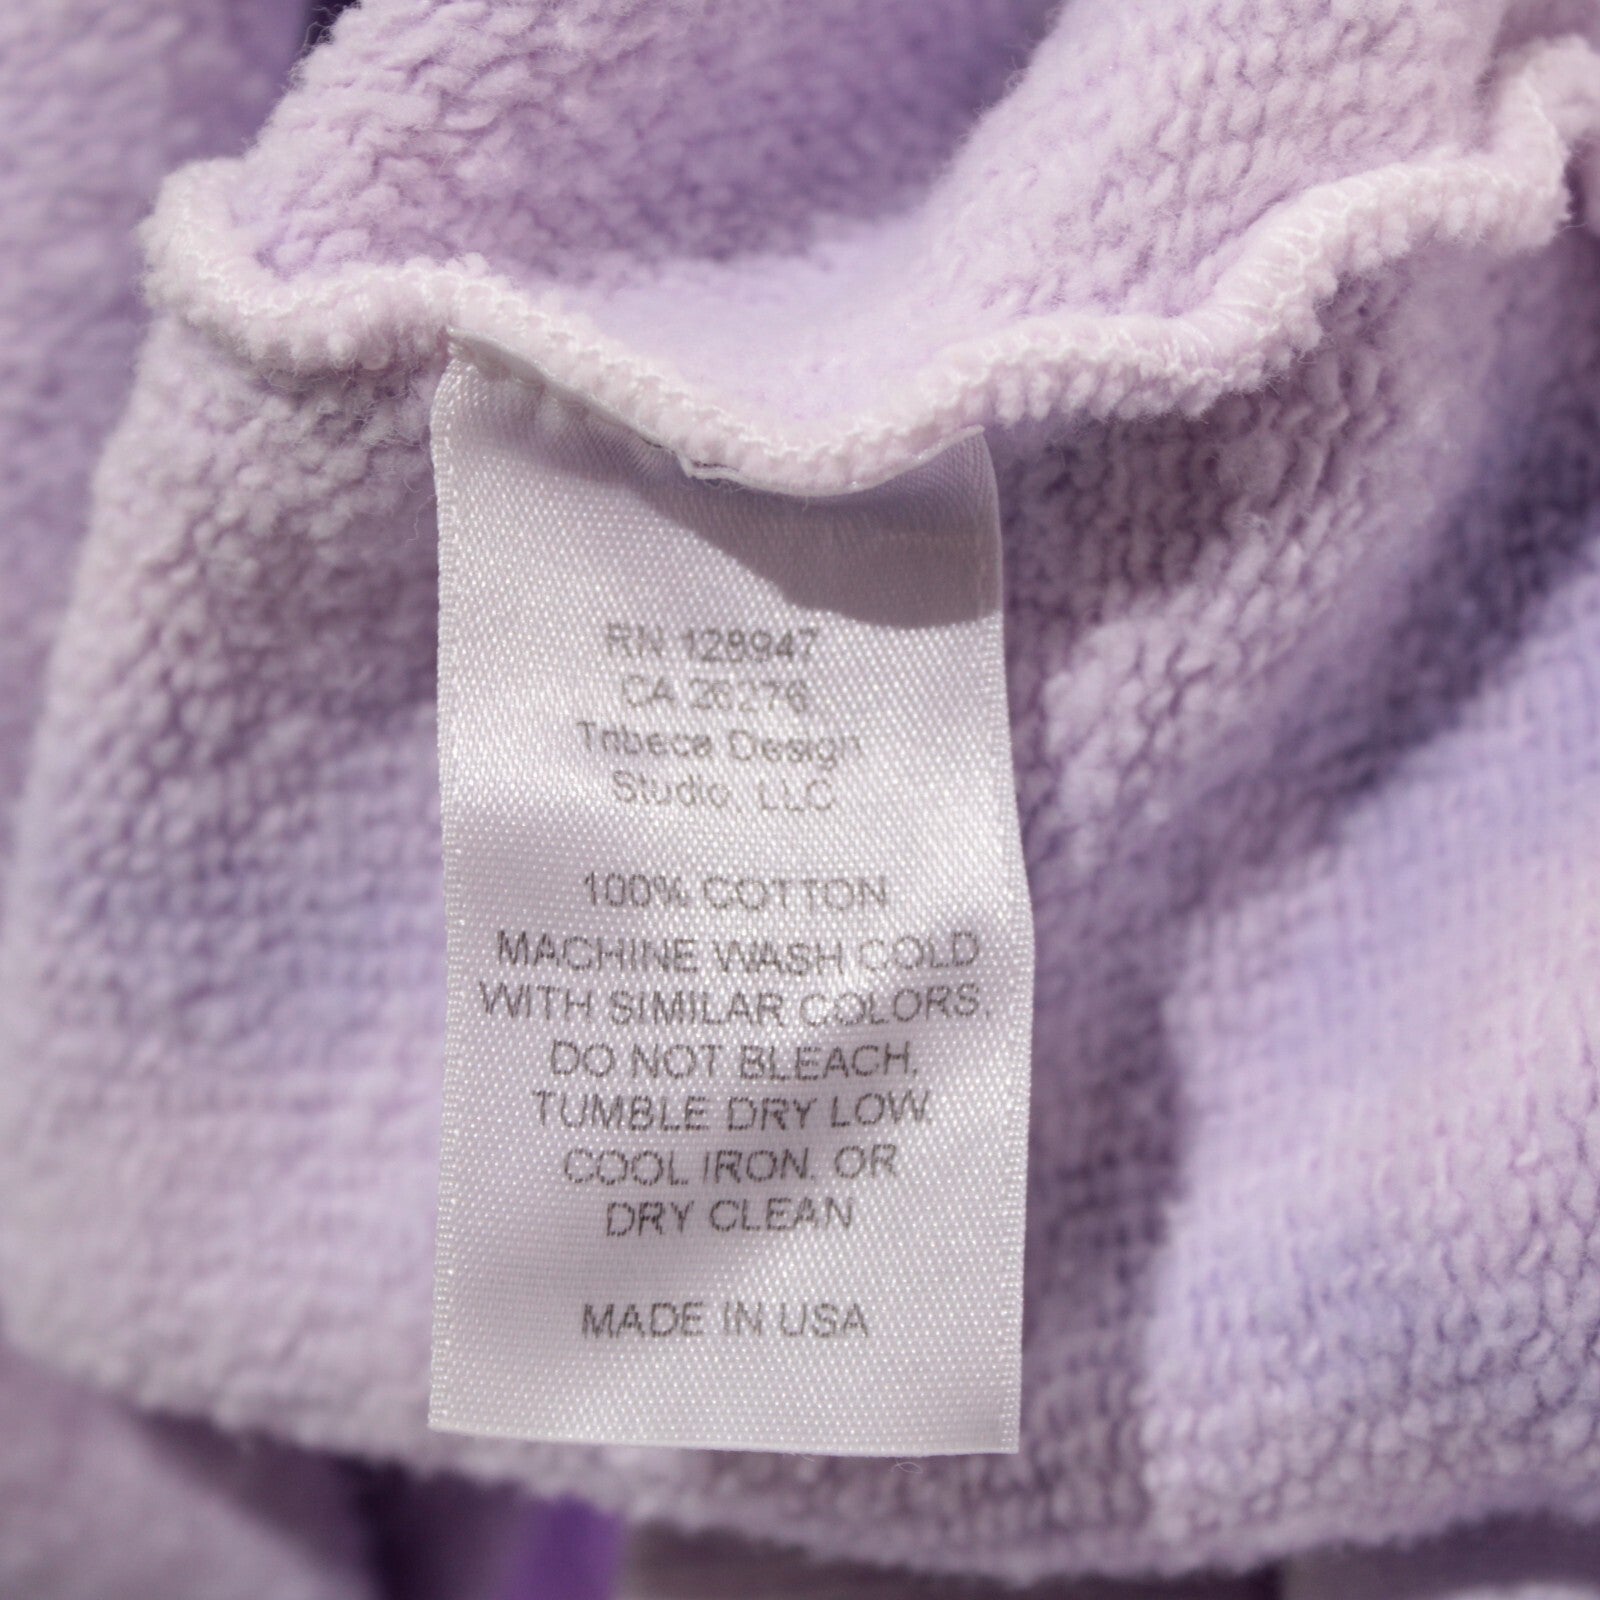 RN 128947
CA 26276
Tribeca Design
Studio, LLC
100% COTTON
MACHINE WASH COLD
WITH SIMILAR COLORS.
DO NOT BLEACH,
TUMBLE DRY LOW.
COOL IRON, OR
DRY CLEAN
MADE IN USA